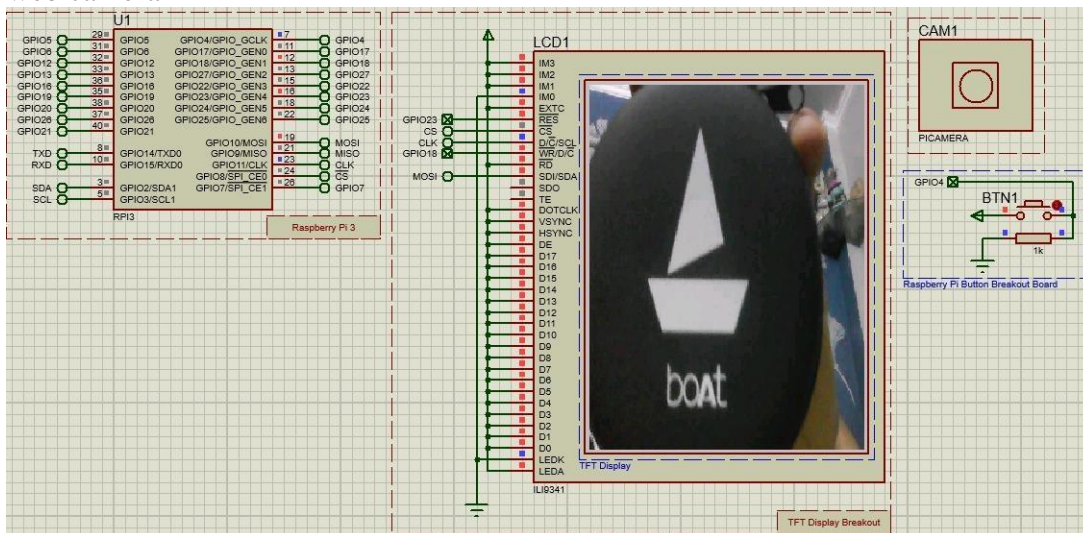 U1
29 GPIO5 GPIO5
31 GPIO6 GPIO6
32 GPIO12 GPIO12
33 GPIO13 GPIO13
36 GPIO16 GPIO16
35 GPIO19 GPIO19
38 GPIO20 GPIO20
37 GPIO26 GPIO26
40 GPIO21 GPIO21
8 TXD GPIO14/TXD0
10 RXD GPIO15/RXD0
3 SDA GPIO2/SDA1
5 SCL GPIO3/SCL1
GPIO4/GPIO_GCLK 7 GPIO4
GPIO17/GPIO_GEN0 11 GPIO17
GPIO18/GPIO_GEN1 12 GPIO18
GPIO27/GPIO_GEN2 13 GPIO27
GPIO22/GPIO_GEN3 15 GPIO22
GPIO23/GPIO_GEN4 16 GPIO23
GPIO24/GPIO_GEN5 18 GPIO24
GPIO25/GPIO_GEN6 22 GPIO25
GPIO10/MOSI 19 MOSI
GPIO9/MISO 21 MISO
GPIO11/CLK 23 CLK
GPIO8/SPI_CE0 24 CS
GPIO7/SPI_CE1 26 GPIO7
RPI3
Raspberry Pi 3
LCD1
IM3
IM2
IM1
IM0
EXTC
GPIO23 RES
CS CS
CLK D/C/SCL
GPIO18 WR/D/C
RD
MOSI SDI/SDA
SDO
TE
DOTCLK
VSYNC
HSYNC
DE
D17
D16
D15
D14
D13
D12
D11
D10
D9
D8
D7
D6
D5
D4
D3
D2
D1
D0
LEDK
LEDA
ILI9341
boAt
TFT Display
TFT Display Breakout
CAM1
PICAMERA
GPIO4
BTN1
1k
Raspberry Pi Button Breakout Board